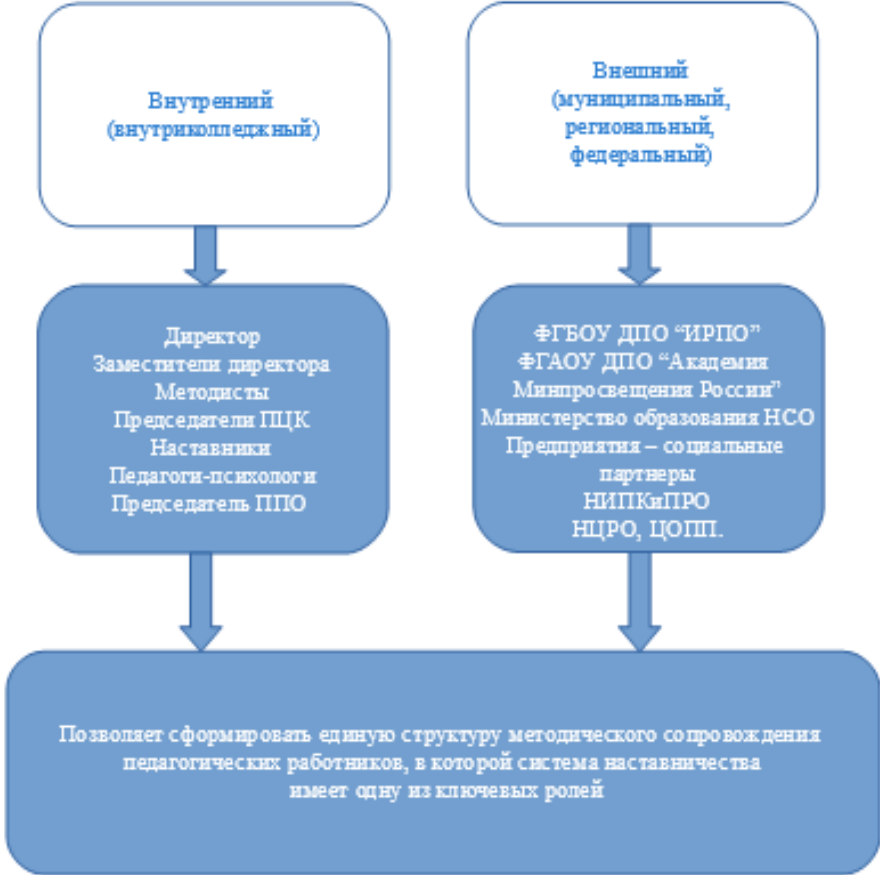 Внутренний
(внутриколледжный)
Внешний
(муниципальный,
региональный,
федеральный)
Директор
Заместители директора
Методисты
Председатели ПЦК
Наставники
Педагоги-психологи
Председатель ППО
ФГБОУ ДПО “ИРПО”
ФГАОУ ДПО “Академия
Минпросвещения России”
Министерство образования НСО
Предприятия – социальные
партнеры
НИПКиПРО
НЦРО, ЦОПП.
Позволяет сформировать единую структуру методического сопровождения
педагогических работников, в которой система наставничества
имеет одну из ключевых ролей